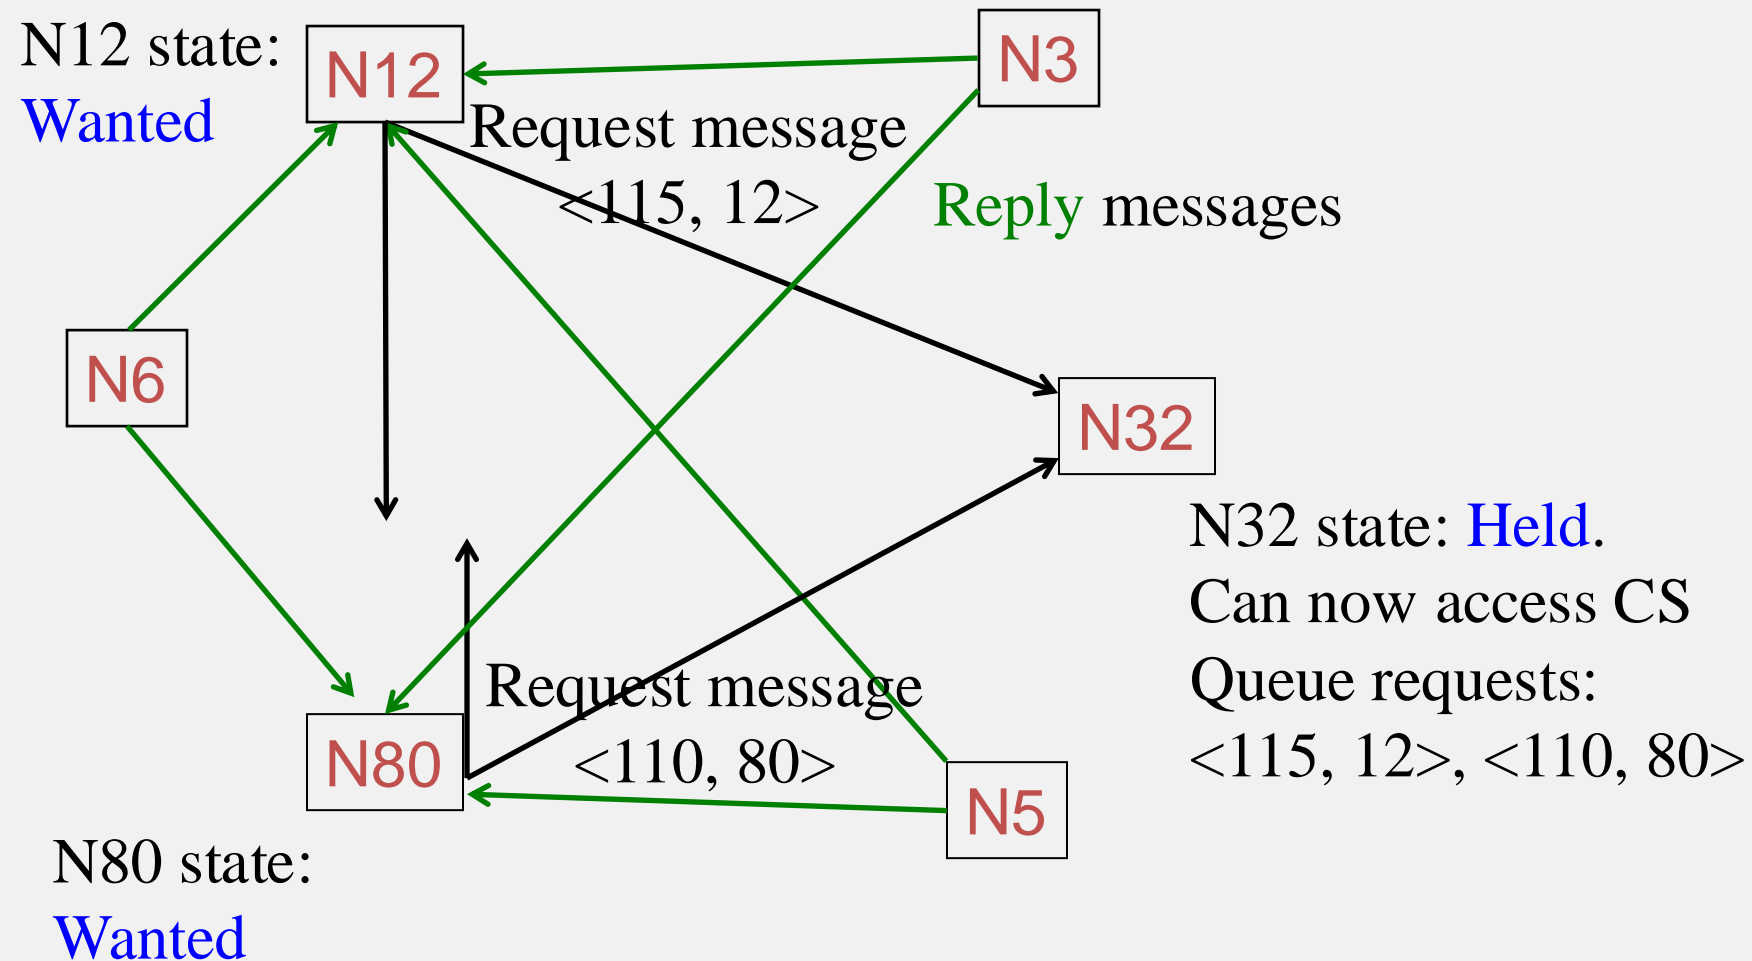 N12 state:
Wanted
N12
N3
Request message
<115, 12>
Reply messages
N6
N32
N32 state: Held.
Can now access CS
Queue requests:
<115, 12>, <110, 80>
Request message
<110, 80>
N80
N5
N80 state:
Wanted